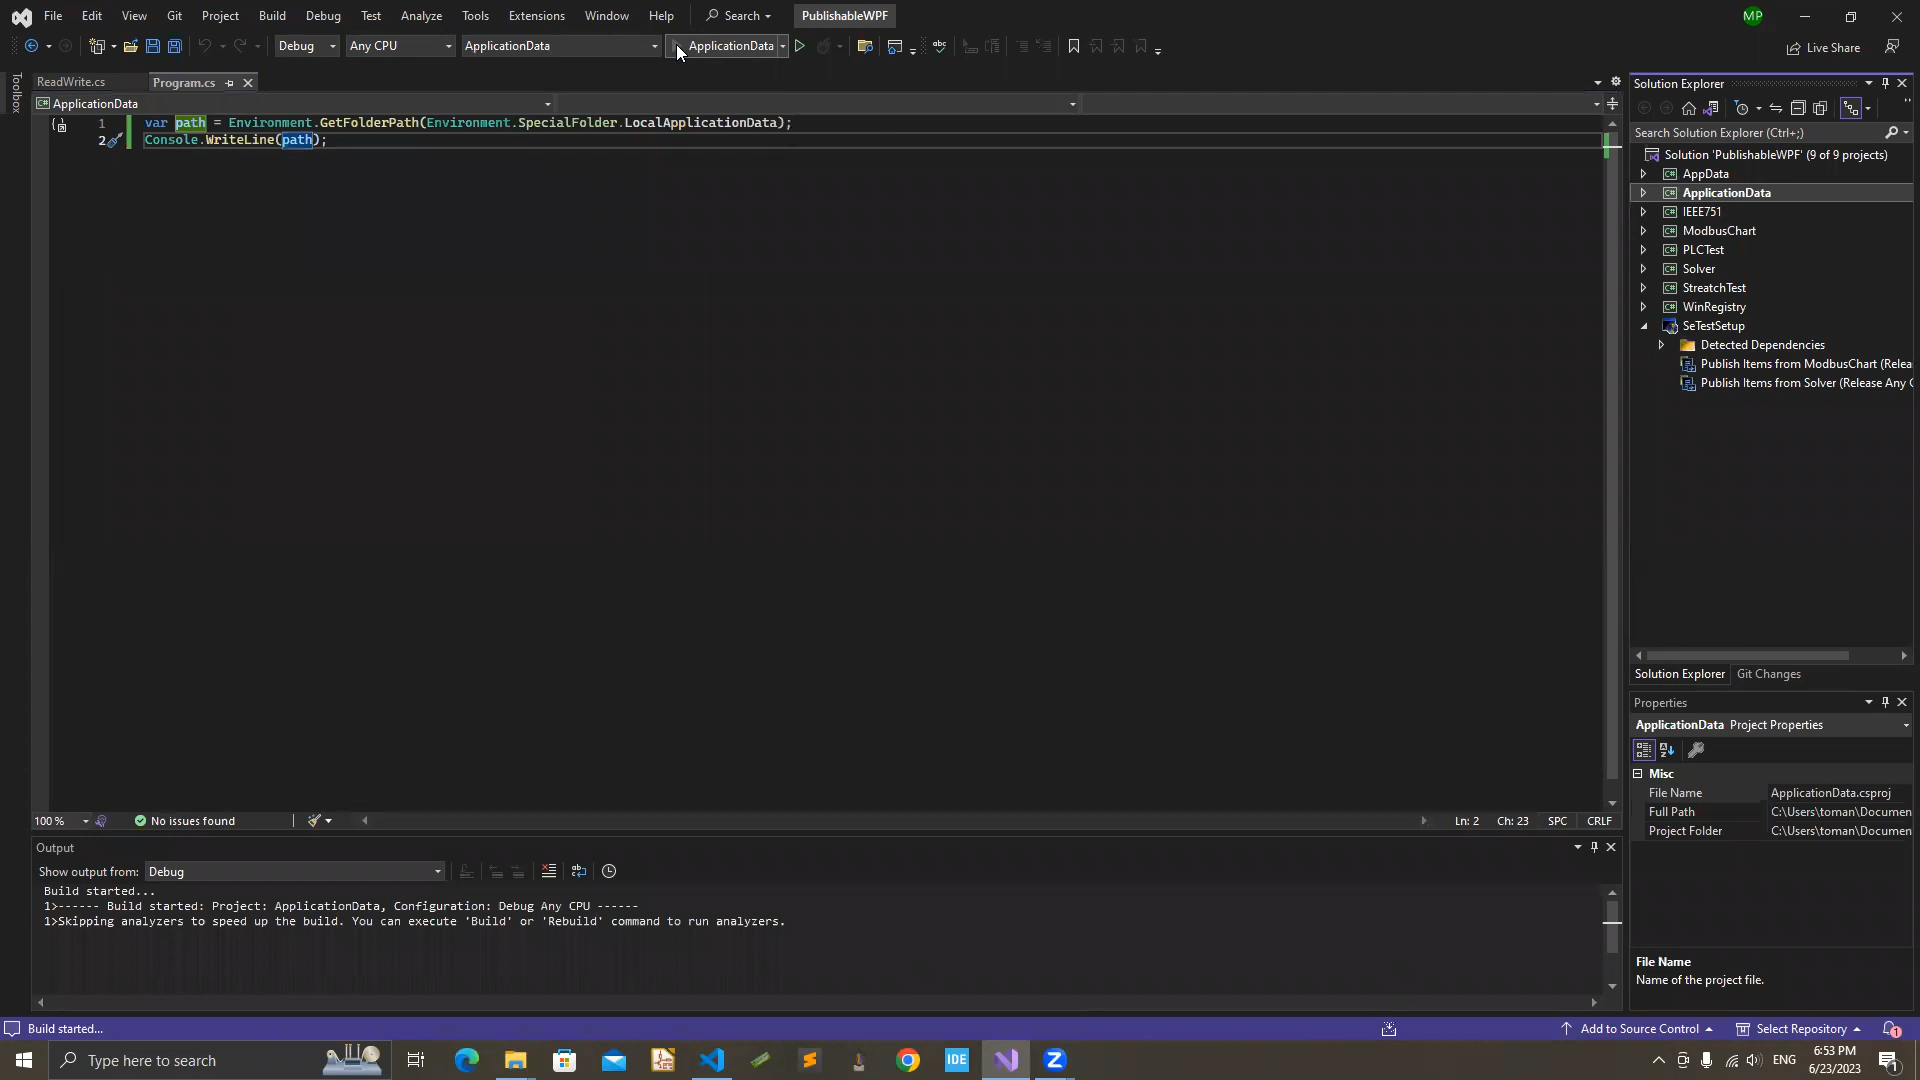 File Edit View Git Project Build Debug Test Analyze Tools Extensions Window Help Search PublishableWPF MP
Debug Any CPU ApplicationData ApplicationData Live Share
Toolbox
ReadWrite.cs Program.cs
ApplicationData
1 var path = Environment.GetFolderPath(Environment.SpecialFolder.LocalApplicationData);
2 Console.WriteLine(path);
100 % No issues found Ln: 2 Ch: 23 SPC CRLF
Output
Show output from: Debug
Build started...
1>------ Build started: Project: ApplicationData, Configuration: Debug Any CPU ------
1>Skipping analyzers to speed up the build. You can execute 'Build' or 'Rebuild' command to run analyzers.
Solution Explorer
Search Solution Explorer (Ctrl+;)
Solution 'PublishableWPF' (9 of 9 projects)
AppData
ApplicationData
IEEE751
ModbusChart
PLCTest
Solver
StreatchTest
WinRegistry
SeTestSetup
Detected Dependencies
Publish Items from ModbusChart (Relea
Publish Items from Solver (Release Any C
Solution Explorer Git Changes
Properties
ApplicationData Project Properties
Misc
File Name ApplicationData.csproj
Full Path C:\Users\toman\Documen
Project Folder C:\Users\toman\Documen
File Name
Name of the project file.
Build started... Add to Source Control Select Repository 1
Type here to search IDE ENG 6:53 PM
6/23/2023 1